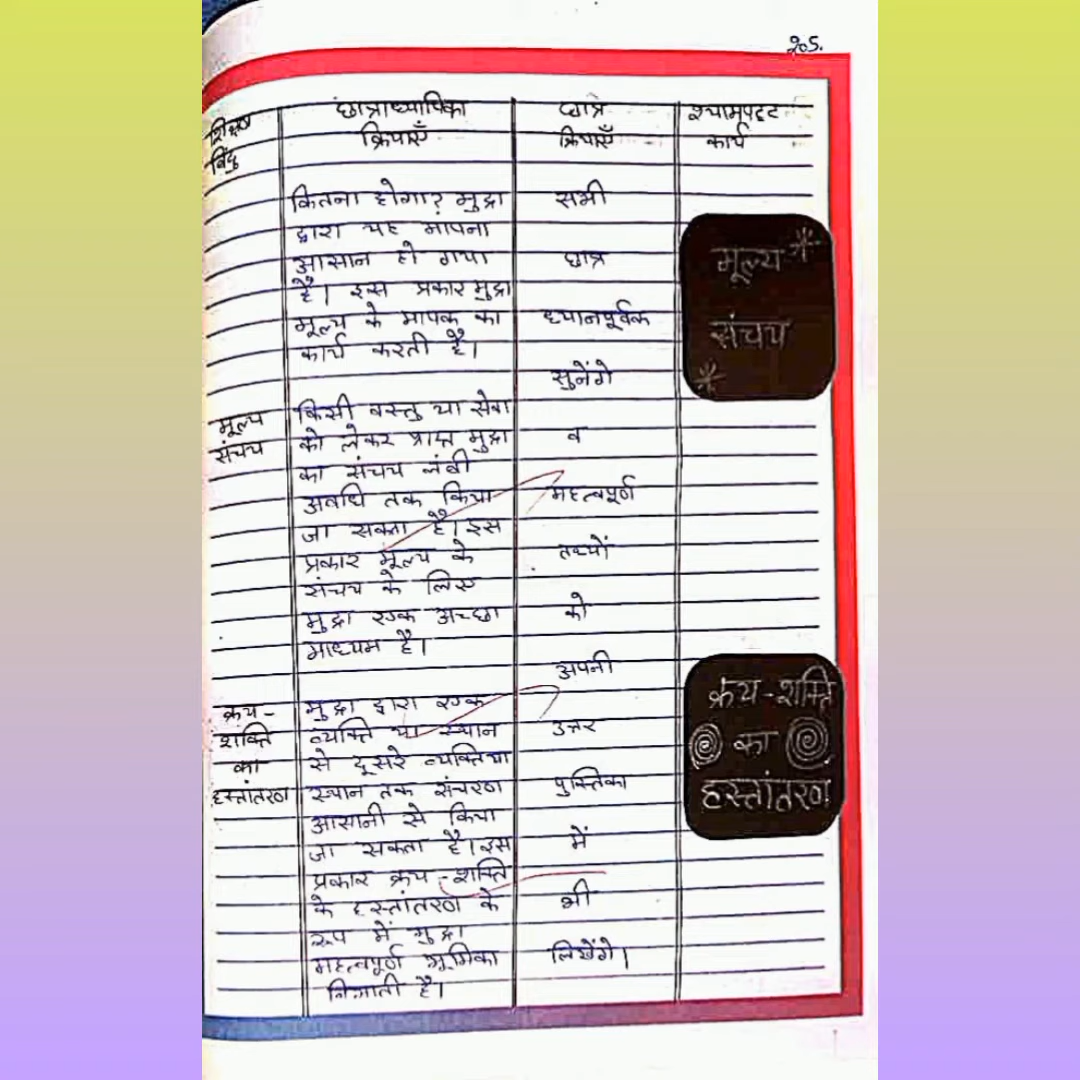 २०5.
शिक्षण
बिंदु
छात्राध्यापिका
क्रियाएँ
छात्र
क्रियाएँ
श्यामपट्ट
कार्य
कितना होगा? मुद्रा
द्वारा यह मापना
आसान हो गया
है। इस प्रकार मुद्रा
मूल्य के मापक का
कार्य करती है।
मूल्य
संचय
किसी वस्तु या सेवा
को लेकर प्राप्त मुद्रा
का संचय लंबी
अवधि तक किया
जा सकता है। इस
प्रकार मूल्य के
संचय के लिए
मुद्रा एक अच्छा
माध्यम है।
क्रय-
शक्ति
का
हस्तांतरण
मुद्रा द्वारा एक
व्यक्ति या स्थान
से दूसरे व्यक्ति या
स्थान तक संचरण
आसानी से किया
जा सकता है। इस
प्रकार क्रय-शक्ति
के हस्तांतरण के
रूप में मुद्रा
महत्वपूर्ण भूमिका
निभाती है।
सभी
छात्र
ध्यानपूर्वक
सुनेंगे
व
महत्वपूर्ण
तथ्यों
को
अपनी
उत्तर
पुस्तिका
में
भी
लिखेंगे।
मूल्य
संचय
क्रय-शक्ति
का
हस्तांतरण